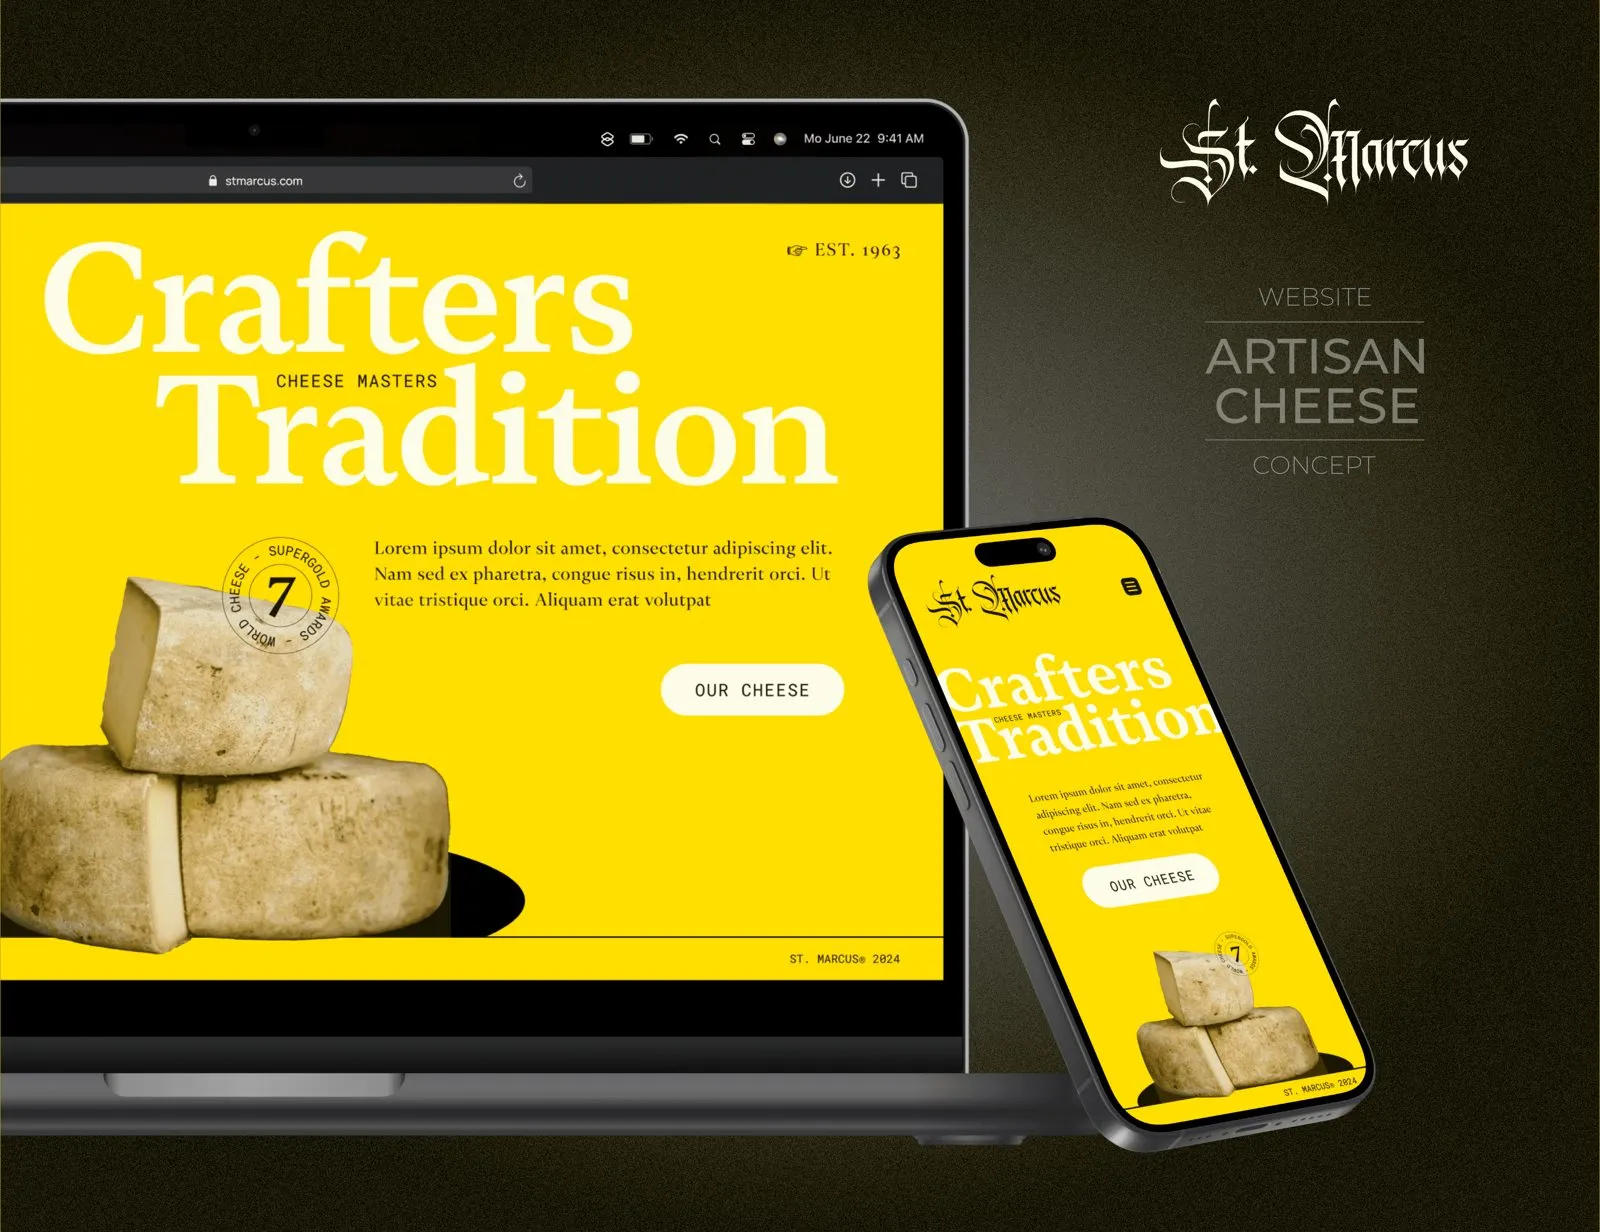 St. Marcus
WEBSITE
ARTISAN
CHEESE
CONCEPT
Mo June 22 9:41 AM
stmarcus.com
☞ EST. 1963
Crafters
CHEESE MASTERS
Tradition
WORLD CHEESE - SUPERGOLD AWARDS -
7
Lorem ipsum dolor sit amet, consectetur adipiscing elit.
Nam sed ex pharetra, congue risus in, hendrerit orci. Ut
vitae tristique orci. Aliquam erat volutpat
OUR CHEESE
ST. MARCUS® 2024
St. Marcus
Crafters
CHEESE MASTERS
Tradition
Lorem ipsum dolor sit amet, consectetur
adipiscing elit. Nam sed ex pharetra,
congue risus in, hendrerit orci. Ut vitae
tristique orci. Aliquam erat volutpat
OUR CHEESE
WORLD CHEESE - SUPERGOLD AWARDS -
7
ST. MARCUS® 2024